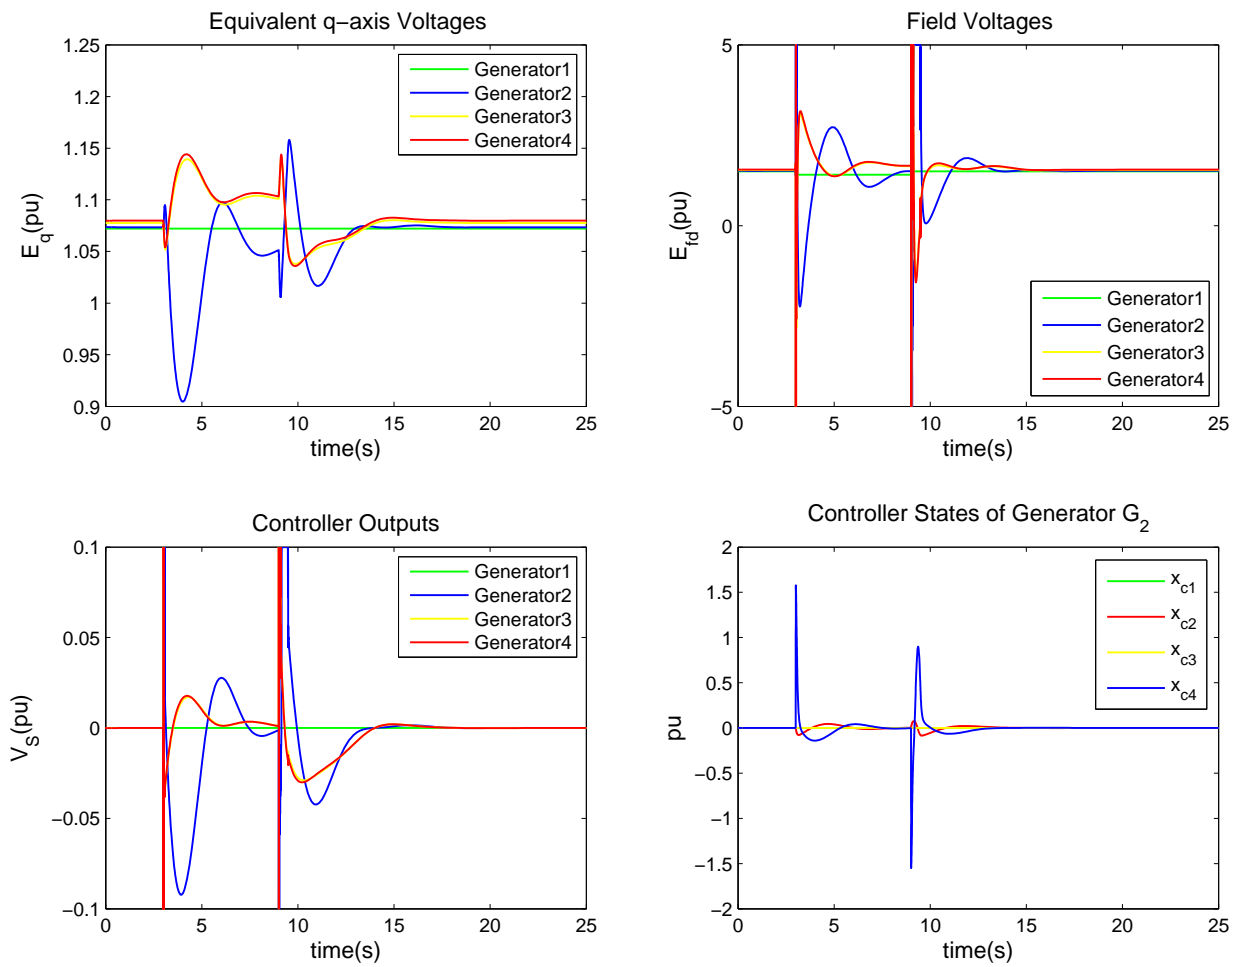 Equivalent q−axis Voltages
1.25
1.2
1.15
1.1
1.05
1
0.95
0.9
E_q(pu)
Generator1
Generator2
Generator3
Generator4
0 5 10 15 20 25
time(s)
Field Voltages
5
0
−5
E_fd(pu)
Generator1
Generator2
Generator3
Generator4
0 5 10 15 20 25
time(s)
Controller Outputs
0.1
0.05
0
−0.05
−0.1
V_S(pu)
Generator1
Generator2
Generator3
Generator4
0 5 10 15 20 25
time(s)
Controller States of Generator G_2
2
1.5
1
0.5
0
−0.5
−1
−1.5
−2
pu
x_c1
x_c2
x_c3
x_c4
0 5 10 15 20 25
time(s)